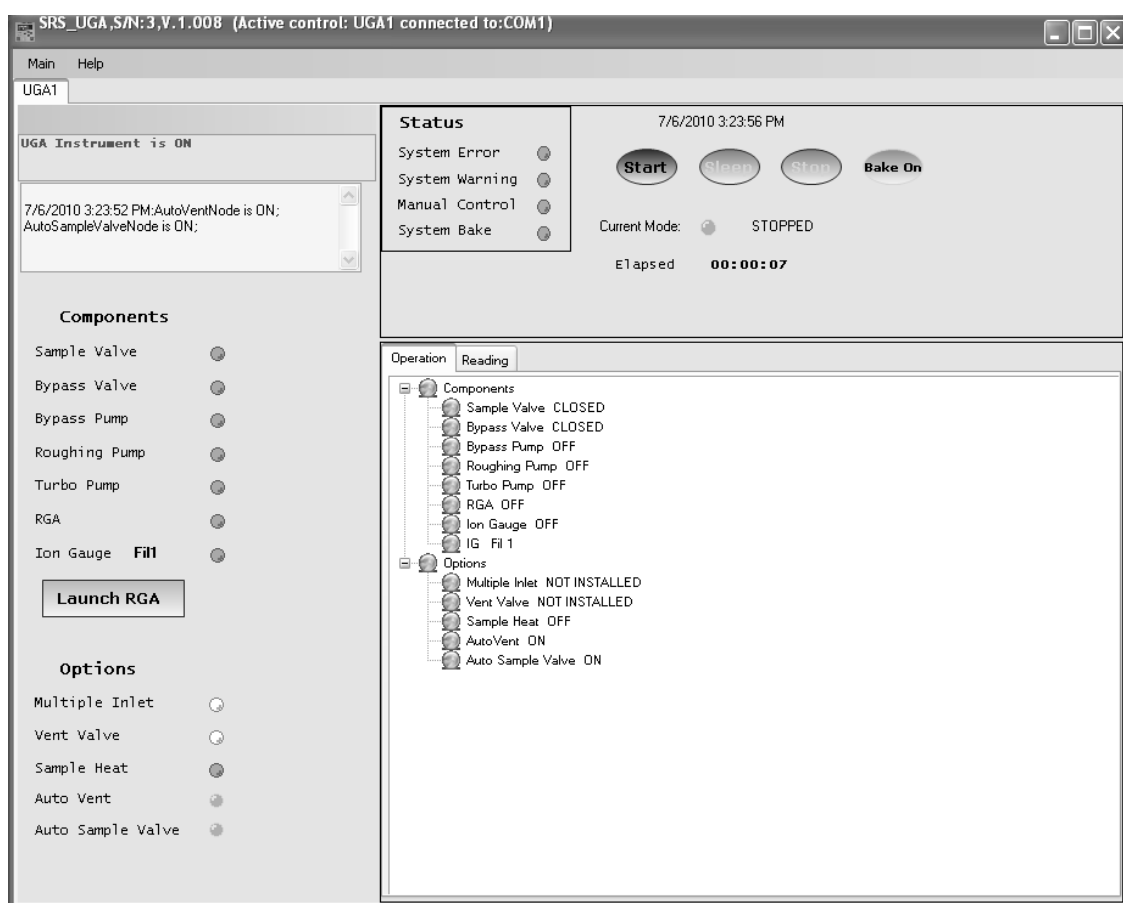 SRS_UGA,S/N:3,V.1.008 (Active control: UGA1 connected to:COM1)
Main Help
UGA1
UGA Instrument is ON
7/6/2010 3:23:52 PM:AutoVentNode is ON;
AutoSampleValveNode is ON;
Components
Sample Valve
Bypass Valve
Bypass Pump
Roughing Pump
Turbo Pump
RGA
Ion Gauge Fil1
Launch RGA
Options
Multiple Inlet
Vent Valve
Sample Heat
Auto Vent
Auto Sample Valve
Status
System Error
System Warning
Manual Control
System Bake
7/6/2010 3:23:56 PM
Start Sleep Stop Bake On
Current Mode: STOPPED
Elapsed 00:00:07
Operation Reading
Components
Sample Valve CLOSED
Bypass Valve CLOSED
Bypass Pump OFF
Roughing Pump OFF
Turbo Pump OFF
RGA OFF
Ion Gauge OFF
IG Fil 1
Options
Multiple Inlet NOT INSTALLED
Vent Valve NOT INSTALLED
Sample Heat OFF
AutoVent ON
Auto Sample Valve ON